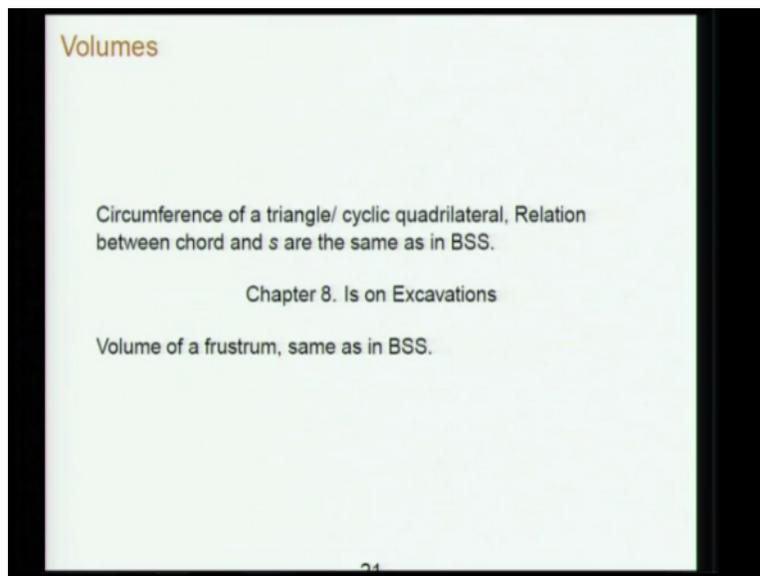 Volumes
Circumference of a triangle/ cyclic quadrilateral, Relation
between chord and s are the same as in BSS.
Chapter 8. Is on Excavations
Volume of a frustrum, same as in BSS.